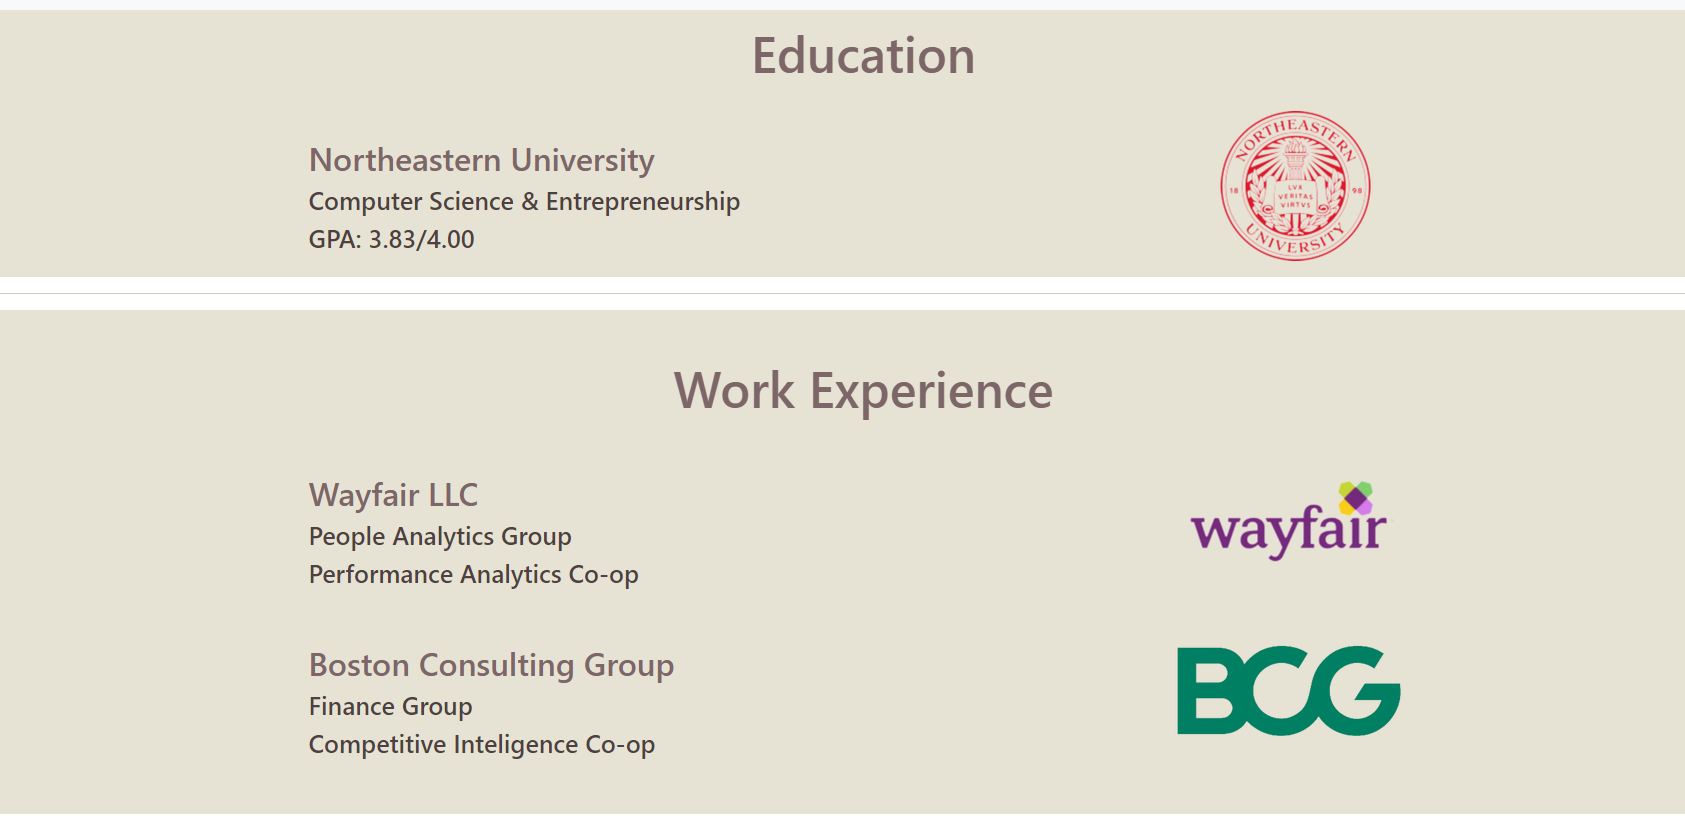 Education
Northeastern University
Computer Science & Entrepreneurship
GPA: 3.83/4.00
NORTHEASTERN
18 98
LVX
VERITAS
VIRTVS
UNIVERSITY
Work Experience
Wayfair LLC
People Analytics Group
Performance Analytics Co-op
wayfair
Boston Consulting Group
Finance Group
Competitive Inteligence Co-op
BCG